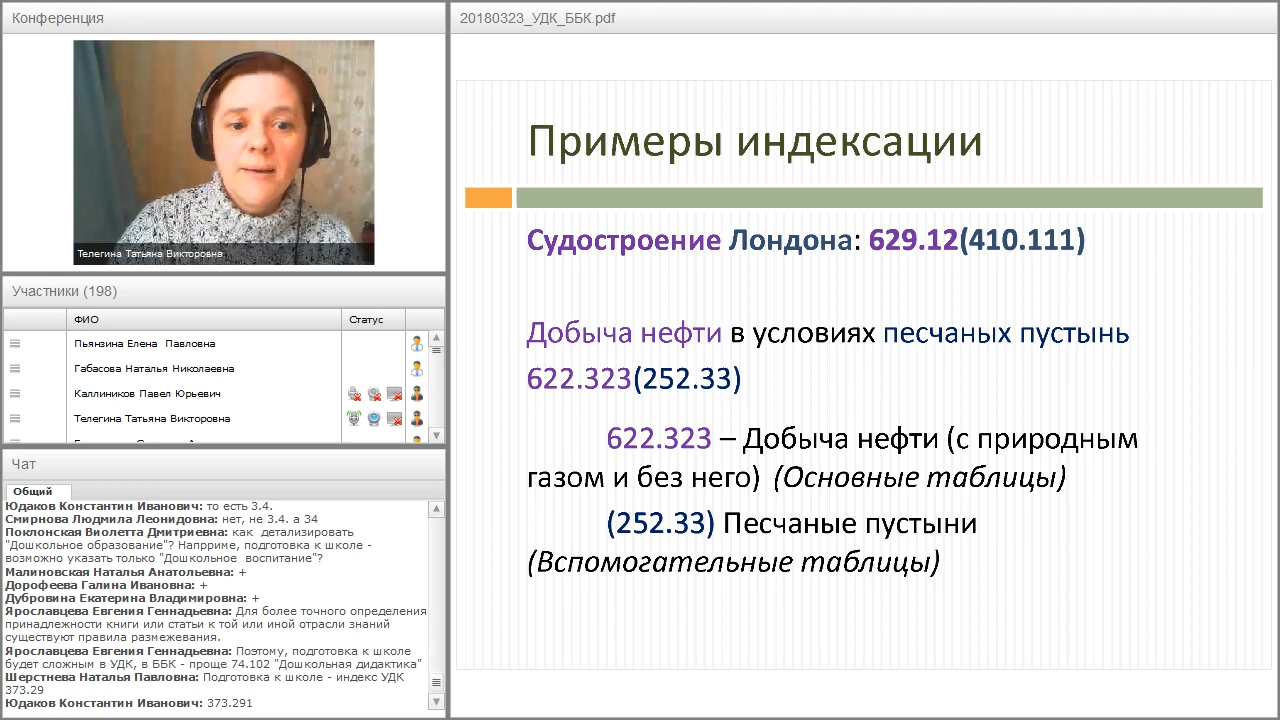 Конференция
Телегина Татьяна Викторовна
Участники (198)
ФИО Статус
Пьянзина Елена Павловна
Габасова Наталья Николаевна
Каллиников Павел Юрьевич
Телегина Татьяна Викторовна
Чат
Общий
Юдаков Константин Иванович: то есть 3.4.
Смирнова Людмила Леонидовна: нет, не 3.4. а 34
Поклонская Виолетта Дмитриевна: как детализировать
"Дошкольное образование"? Напприме, подготовка к школе -
возможно указать только "Дошкольное воспитание"?
Малиновская Наталья Анатольевна: +
Дорофеева Галина Ивановна: +
Дубровина Екатерина Владимировна: +
Ярославцева Евгения Геннадьевна: Для более точного определения
принадлежности книги или статьи к той или иной отрасли знаний
существуют правила размежевания.
Ярославцева Евгения Геннадьевна: Поэтому, подготовка к школе
будет сложным в УДК, в ББК - проще 74.102 "Дошкольная дидактика"
Шерстнева Наталья Павловна: Подготовка к школе - индекс УДК
373.29
Юдаков Константин Иванович: 373.291
20180323_УДК_ББК.pdf
Примеры индексации
Судостроение Лондона: 629.12(410.111)
Добыча нефти в условиях песчаных пустынь
622.323(252.33)
622.323 – Добыча нефти (с природным
газом и без него) (Основные таблицы)
(252.33) Песчаные пустыни
(Вспомогательные таблицы)